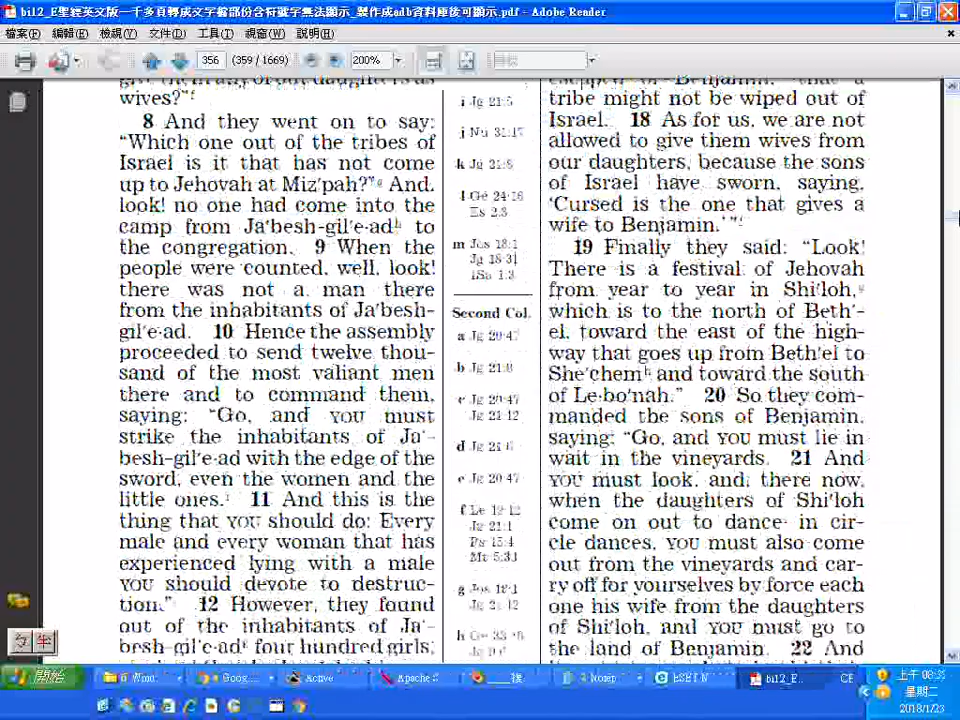 bi12_E聖經英文版─千多頁轉成文字檔部份含符號字無法顯示_製作成adb資料庫後可顯示.pdf - Adobe Reader
檔案(F) 編輯(E) 檢視(V) 文件(D) 工具(T) 視窗(W) 說明(H)
356 (359 / 1669) 200%
wives?”
8 And they went on to say:
“Which one out of the tribes of
Israel is it that has not come
up to Jehovah at Miz′pah?” And,
look! no one had come into the
camp from Ja′besh-gil′e·ad to
the congregation. 9 When the
people were counted, well, look!
there was not a man there
from the inhabitants of Ja′besh-
gil′e·ad. 10 Hence the assembly
proceeded to send twelve thou-
sand of the most valiant men
there and to command them,
saying: “Go, and YOU must
strike the inhabitants of Ja′-
besh-gil′e·ad with the edge of the
sword, even the women and the
little ones. 11 And this is the
thing that YOU should do: Every
male and every woman that has
experienced lying with a male
YOU should devote to destruc-
tion.” 12 However, they found
out of the inhabitants of Ja′-
besh-gil′e·ad four hundred girls,
i Jg 21:5
j Nu 31:17
k Jg 21:8
m Jos 18:1
Jg 18:31
1Sa 1:3
Second Col.
a Jg 20:47
b Jg 21:8
c Jg 20:47
Jg 21:12
d Jg 21:6
e Jg 20:47
f Le 19:12
Jg 21:1
Ps 15:4
Mt 5:33
g Jos 18:1
Jg 21:12
tribe might not be wiped out of
Israel. 18 As for us, we are not
allowed to give them wives from
our daughters, because the sons
of Israel have sworn, saying,
‘Cursed is the one that gives a
wife to Benjamin.’”
19 Finally they said: “Look!
There is a festival of Jehovah
from year to year in Shi′loh,
which is to the north of Beth′-
el, toward the east of the high-
way that goes up from Beth′el to
She′chem and toward the south
of Le·bo′nah.” 20 So they com-
manded the sons of Benjamin,
saying: “Go, and YOU must lie in
wait in the vineyards. 21 And
YOU must look, and, there now,
when the daughters of Shi′loh
come on out to dance in cir-
cle dances, YOU must also come
out from the vineyards and car-
ry off for yourselves by force each
one his wife from the daughters
of Shi′loh, and YOU must go to
the land of Benjamin. 22 And
開始 Active bi12_E... CE
星期二
2018/1/23